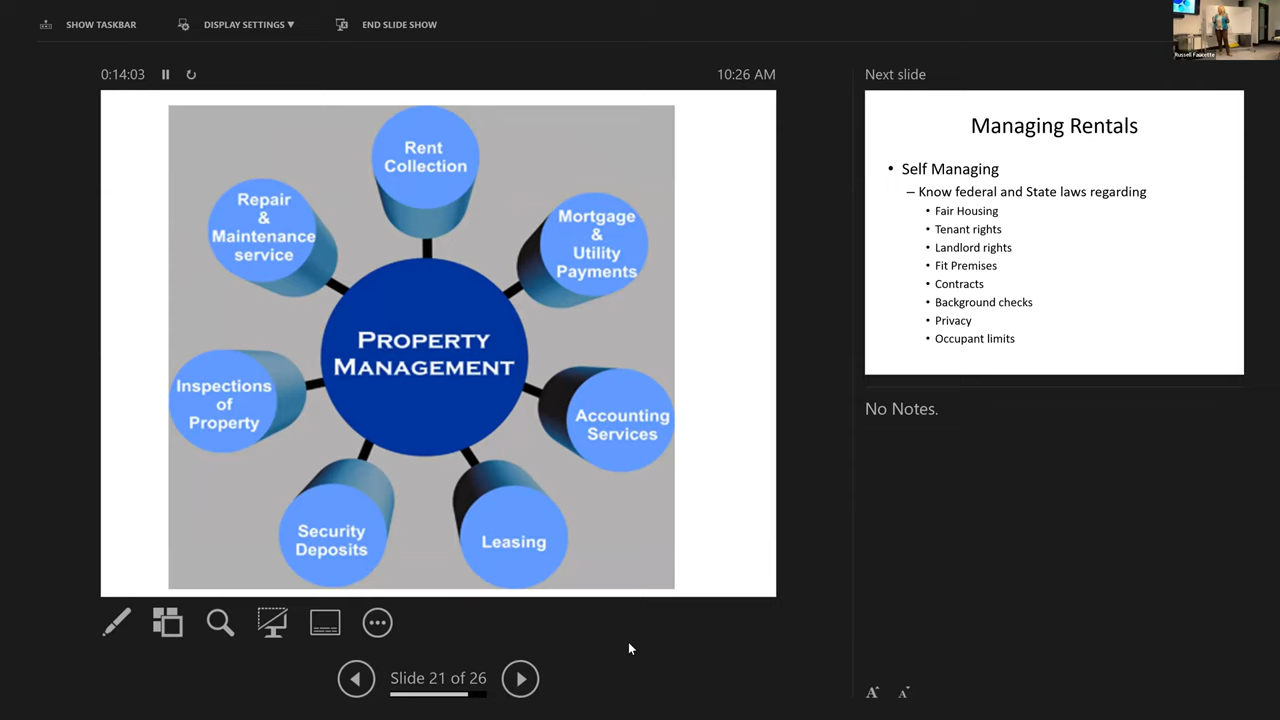 SHOW TASKBAR
DISPLAY SETTINGS ▼
END SLIDE SHOW
Russell Faucette
0:14:03
10:26 AM
Rent
Collection
Repair
&
Maintenance
service
Mortgage
&
Utility
Payments
PROPERTY
MANAGEMENT
Inspections
of
Property
Accounting
Services
Security
Deposits
Leasing
Slide 21 of 26
Next slide
Managing Rentals
• Self Managing
– Know federal and State laws regarding
• Fair Housing
• Tenant rights
• Landlord rights
• Fit Premises
• Contracts
• Background checks
• Privacy
• Occupant limits
No Notes.
A A